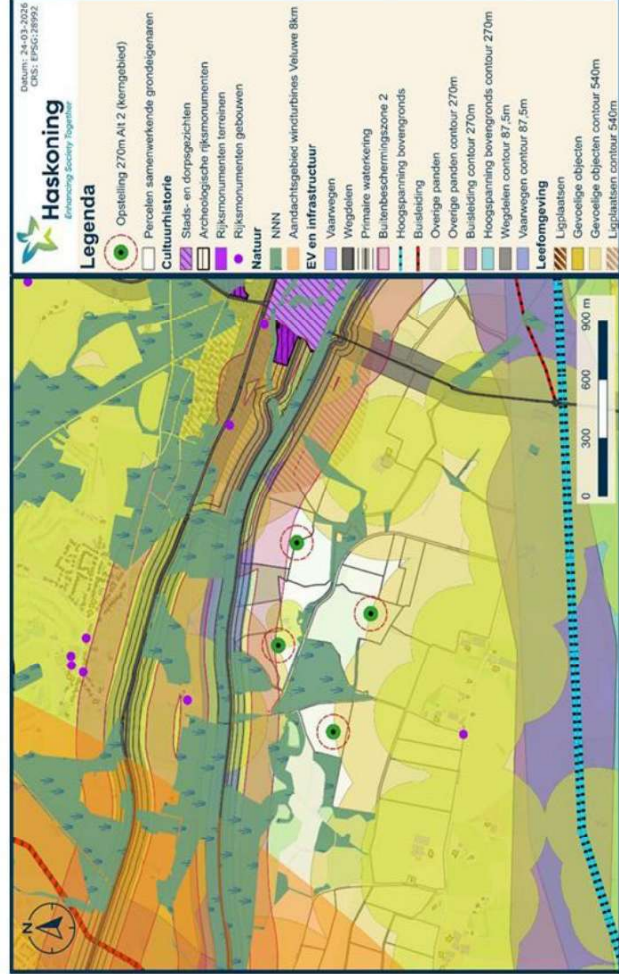 Datum: 24-03-2026
CRS: EPSG:28992
Haskoning
Enhancing Society Together
Legenda
Opstelling 270m Alt 2 (kerngebied)
Percelen samenwerkende grondeigenaren
Cultuurhistorie
Stads- en dorpsgezichten
Archeologische rijksmonumenten
Rijksmonumenten terreinen
Rijksmonumenten gebouwen
Natuur
NNN
Aandachtsgebied windturbines Veluwe 8km
EV en infrastructuur
Vaarwegen
Wegdelen
Primaire waterkering
Buitenbeschermingszone 2
Hoogspanning bovengronds
Buisleiding
Overige panden
Overige panden contour 270m
Buisleiding contour 270m
Hoogspanning bovengronds contour 270m
Wegdelen contour 87,5m
Vaarwegen contour 87,5m
Leefomgeving
Ligplaatsen
Gevoelige objecten
Gevoelige objecten contour 540m
Ligplaatsen contour 540m
N
0 300 600 900 m